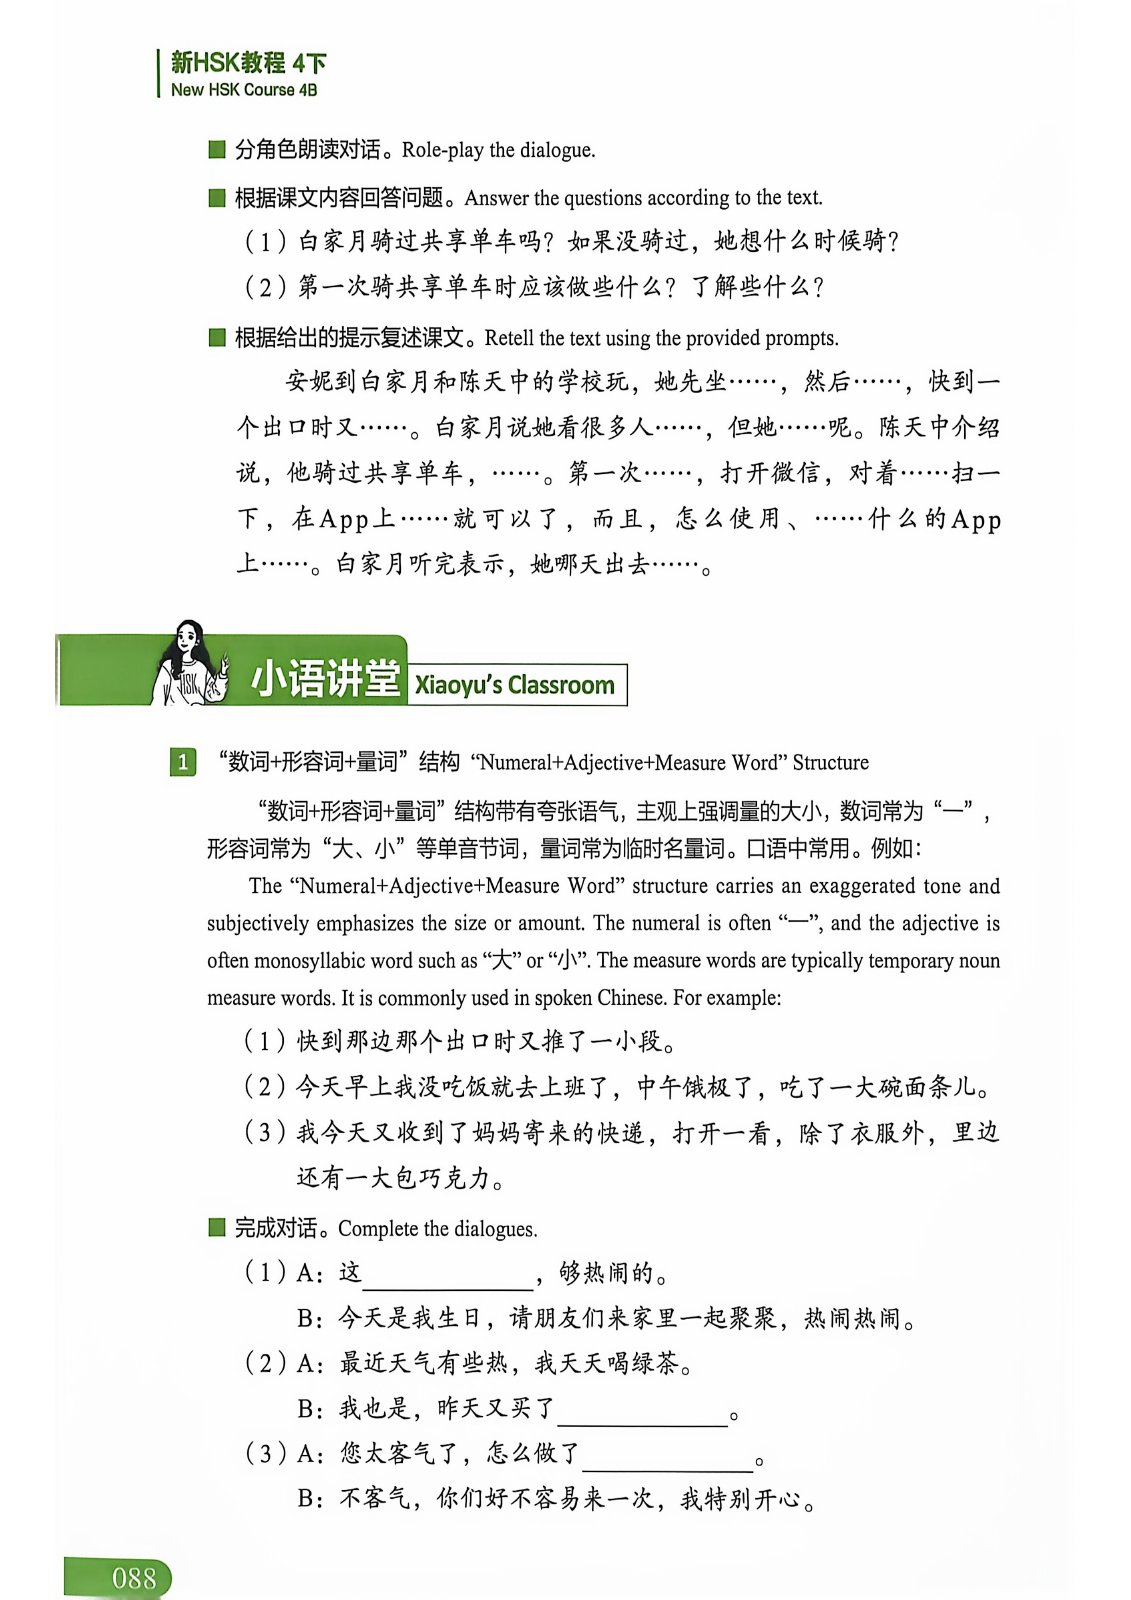 新HSK教程 4下
New HSK Course 4B
分角色朗读对话。Role-play the dialogue.
根据课文内容回答问题。Answer the questions according to the text.
（1）白家月骑过共享单车吗？如果没骑过，她想什么时候骑？
（2）第一次骑共享单车时应该做些什么？了解些什么？
根据给出的提示复述课文。Retell the text using the provided prompts.
安妮到白家月和陈天中的学校玩，她先坐……，然后……，快到一
个出口时又……。白家月说她看很多人……，但她……呢。陈天中介绍
说，他骑过共享单车，……。第一次……，打开微信，对着……扫一
下，在App上……就可以了，而且，怎么使用、……什么的App
上……。白家月听完表示，她哪天出去……。
HSK
小语讲堂 Xiaoyu’s Classroom
1 “数词+形容词+量词”结构 “Numeral+Adjective+Measure Word” Structure
“数词+形容词+量词”结构带有夸张语气，主观上强调量的大小，数词常为“一”，
形容词常为“大、小”等单音节词，量词常为临时名量词。口语中常用。例如：
The “Numeral+Adjective+Measure Word” structure carries an exaggerated tone and
subjectively emphasizes the size or amount. The numeral is often “一”, and the adjective is
often monosyllabic word such as “大” or “小”. The measure words are typically temporary noun
measure words. It is commonly used in spoken Chinese. For example:
（1）快到那边那个出口时又推了一小段。
（2）今天早上我没吃饭就去上班了，中午饿极了，吃了一大碗面条儿。
（3）我今天又收到了妈妈寄来的快递，打开一看，除了衣服外，里边
还有一大包巧克力。
完成对话。Complete the dialogues.
（1）A：这______________，够热闹的。
B：今天是我生日，请朋友们来家里一起聚聚，热闹热闹。
（2）A：最近天气有些热，我天天喝绿茶。
B：我也是，昨天又买了______________。
（3）A：您太客气了，怎么做了______________。
B：不客气，你们好不容易来一次，我特别开心。
088